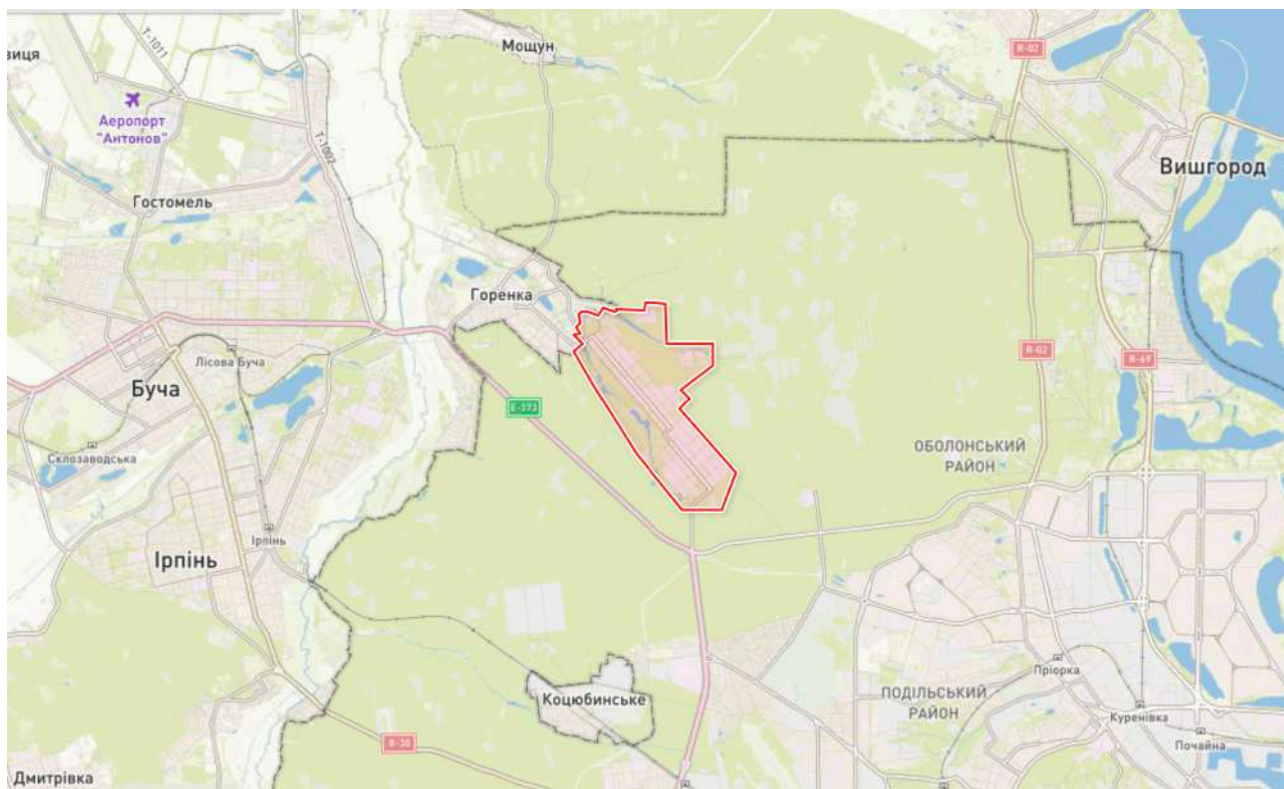 виця
Т-1011
Мощун
Я-02
Аеропорт
"Антонов"
Т-1002
Вишгород
Гостомель
Горенка
Лісова Буча
Я-02
Я-69
Буча
Е-373
Склозаводська
ОБОЛОНСЬКИЙ
РАЙОН
Ірпінь
Ірпінь
Пріорка
Коцюбинське
ПОДІЛЬСЬКИЙ
РАЙОН
Куренівка
Я-30
Почайна
Дмитрівка